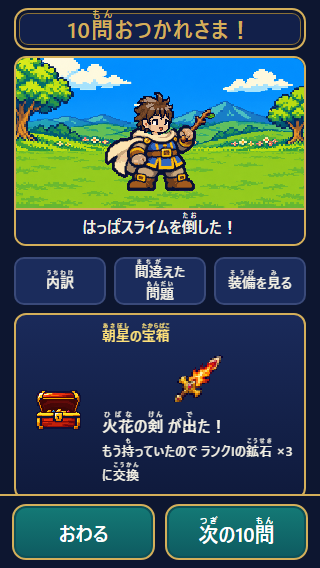 10問おつかれさま！
はっぱスライムを倒した！
内訳
間違えた
問題
装備を見る
朝星の宝箱
火花の剣 が出た！
もう持っていたので ランクIの鉱石 ×3
に交換
おわる
次の10問